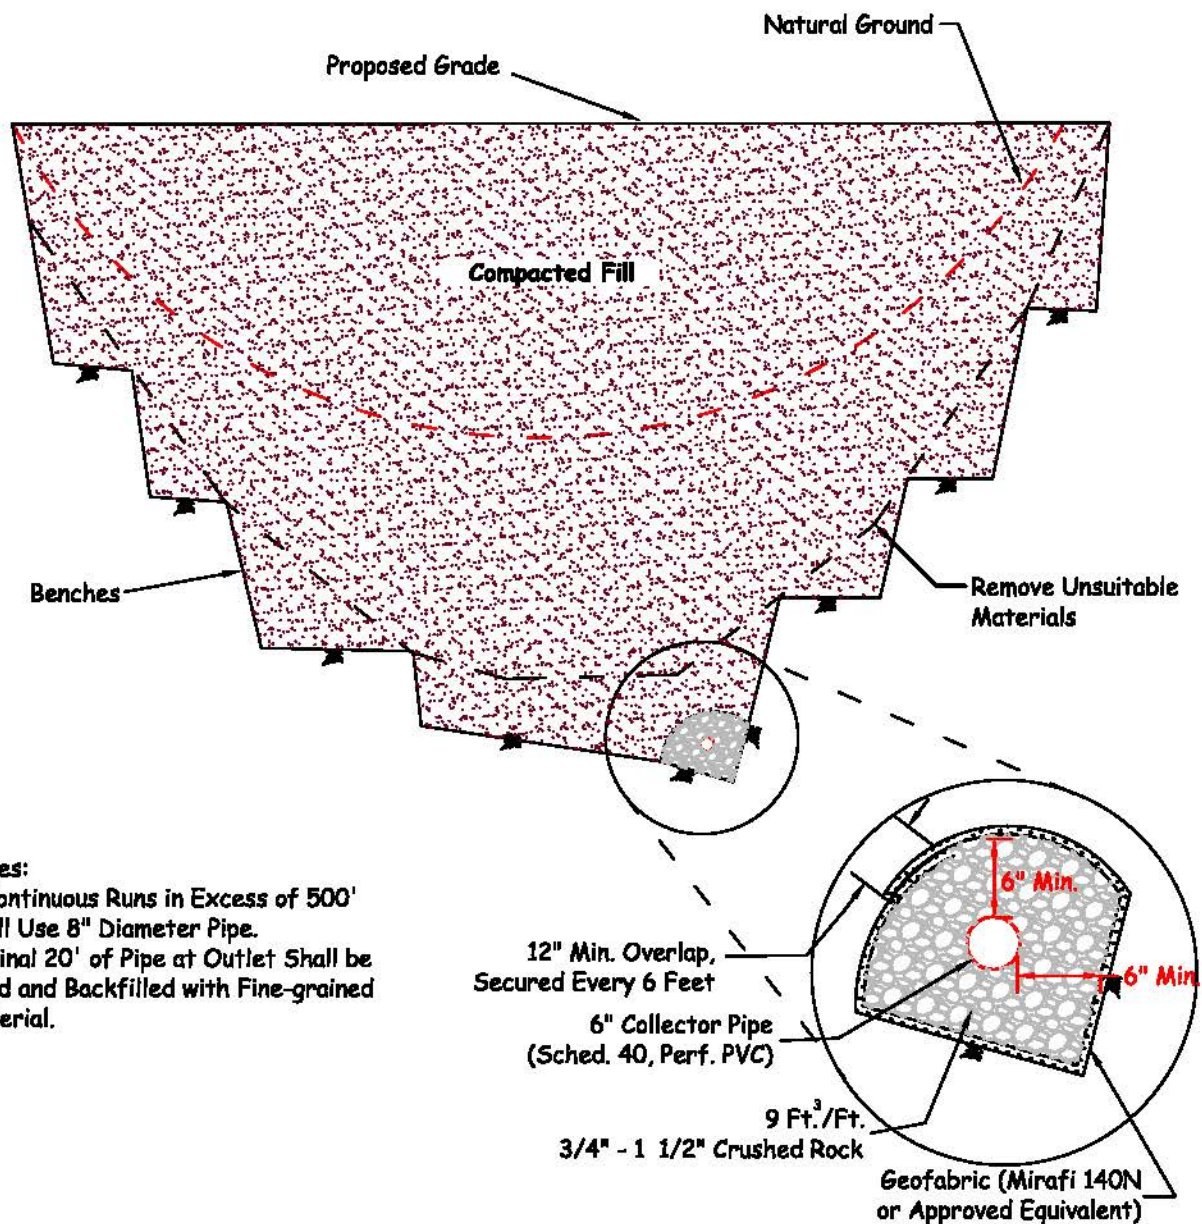 Natural Ground
Proposed Grade
Compacted Fill
Benches
Remove Unsuitable
Materials
es:
ontinuous Runs in Excess of 500'
ll Use 8" Diameter Pipe.
inal 20' of Pipe at Outlet Shall be
d and Backfilled with Fine-grained
erial.
6" Min.
12" Min. Overlap,
Secured Every 6 Feet
6" Min.
6" Collector Pipe
(Sched. 40, Perf. PVC)
9 Ft.³/Ft.
3/4" - 1 1/2" Crushed Rock
Geofabric (Mirafi 140N
or Approved Equivalent)